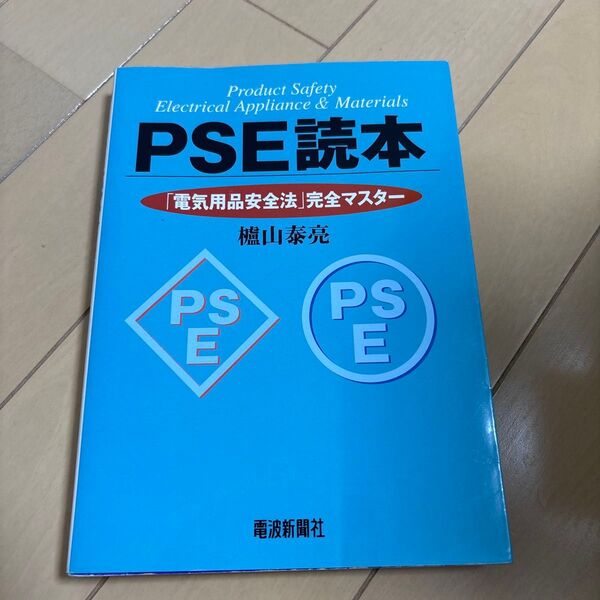 Product Safety
Electrical Appliance & Materials
PSE読本
「電気用品安全法」完全マスター
櫨山泰亮
PS
E
PS
E
電波新聞社